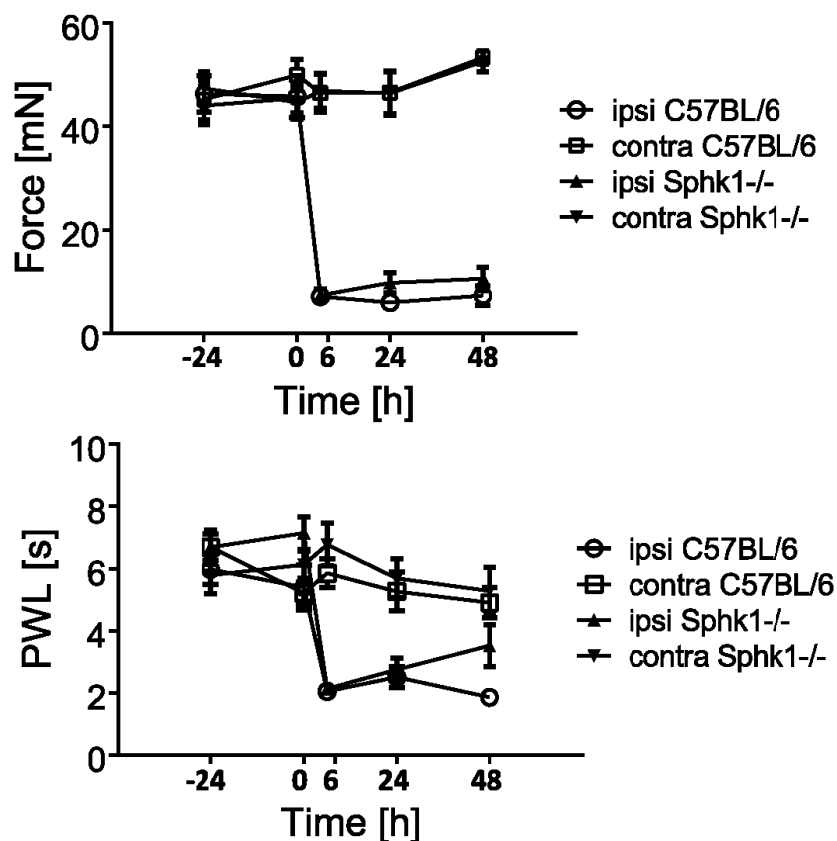 60
40
20
0
Force [mN]
-24 0 6 24 48
Time [h]
ipsi C57BL/6
contra C57BL/6
ipsi Sphk1-/-
contra Sphk1-/-
10
8
6
4
2
0
PWL [s]
-24 0 6 24 48
Time [h]
ipsi C57BL/6
contra C57BL/6
ipsi Sphk1-/-
contra Sphk1-/-